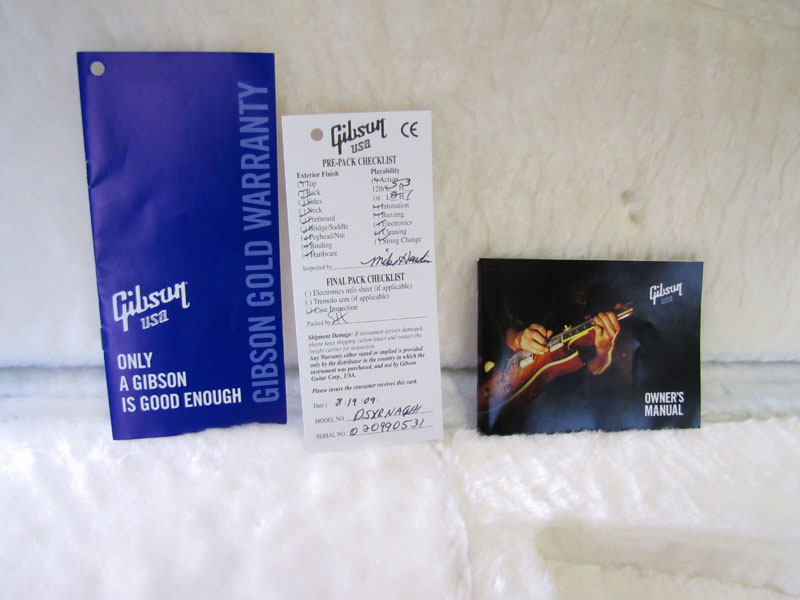 GIBSON GOLD WARRANTY
Gibson
USA
ONLY
A GIBSON
IS GOOD ENOUGH
Gibson CE
USA
PRE-PACK CHECKLIST
Exterior Finish
Top
Back
Sides
Neck
Fretboard
Bridge/Saddle
Peghead/Nut
Binding
Hardware
Playability
Action
12th
1st
Intonation
Buzzing
Electronics
Cleaning
String Change
Inspected by
FINAL PACK CHECKLIST
( ) Electronics info sheet (if applicable)
( ) Tremolo arm (if applicable)
Case Inspection
Packed by
Shipment Damage: If instrument arrives damaged,
please keep shipping carton intact and contact the
freight carrier for inspection.
Any Warranty either stated or implied is provided
only by the distributor in the country in which the
instrument was purchased, and not by Gibson
Guitar Corp., USA.
Please insure the consumer receives this card.
Date: 8/19/09
MODEL NO. DSXRNAGH1
SERIAL NO. 020990531
Gibson
OWNER'S
MANUAL